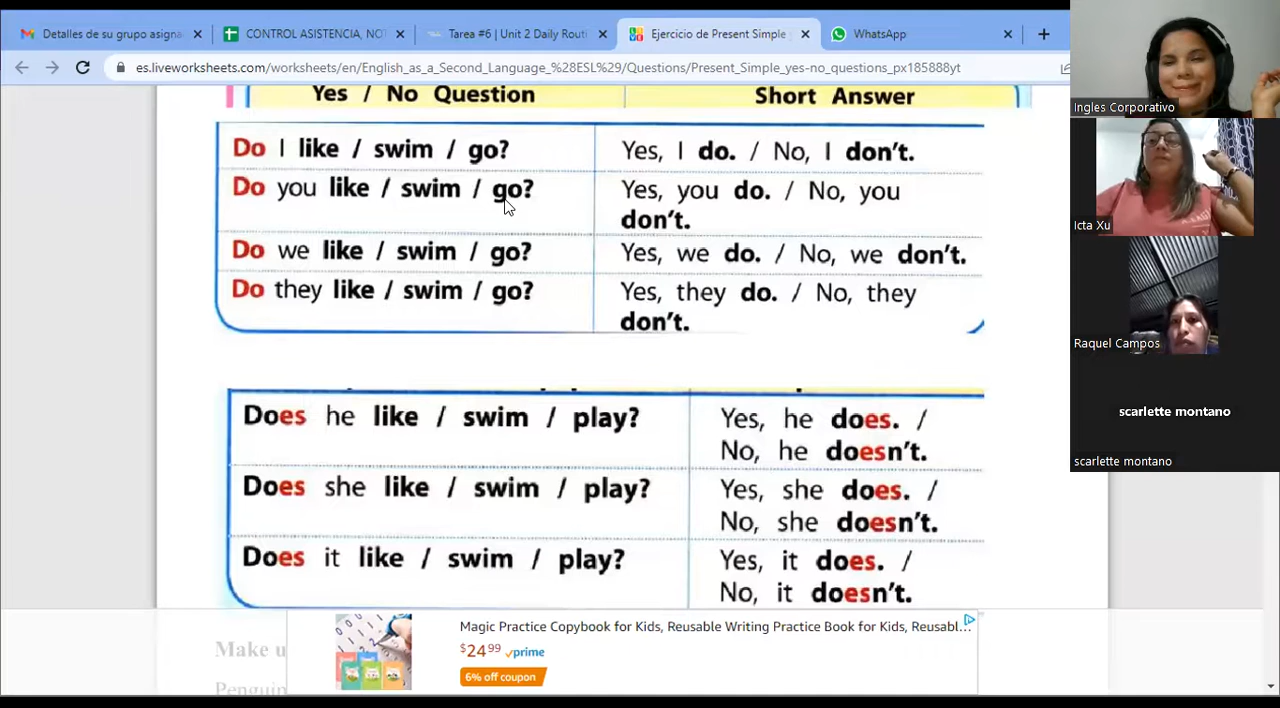 Detalles de su grupo asigna
CONTROL ASISTENCIA, NOT
Tarea #6 | Unit 2 Daily Routi
Ejercicio de Present Simple
WhatsApp
es.liveworksheets.com/worksheets/en/English_as_a_Second_Language_%28ESL%29/Questions/Present_Simple_yes-no_questions_px185888yt
Yes / No Question
Short Answer
Do I like / swim / go?
Yes, I do. / No, I don't.
Do you like / swim / go?
Yes, you do. / No, you
don't.
Do we like / swim / go?
Yes, we do. / No, we don't.
Do they like / swim / go?
Yes, they do. / No, they
don't.
Does he like / swim / play?
Yes, he does. /
No, he doesn't.
Does she like / swim / play?
Yes, she does. /
No, she doesn't.
Does it like / swim / play?
Yes, it does. /
No, it doesn't.
Make u
Penguin
Magic Practice Copybook for Kids, Reusable Writing Practice Book for Kids, Reusabl...
$24 99 prime
6% off coupon
Ingles Corporativo
Icta Xu
Raquel Campos
scarlette montano
scarlette montano